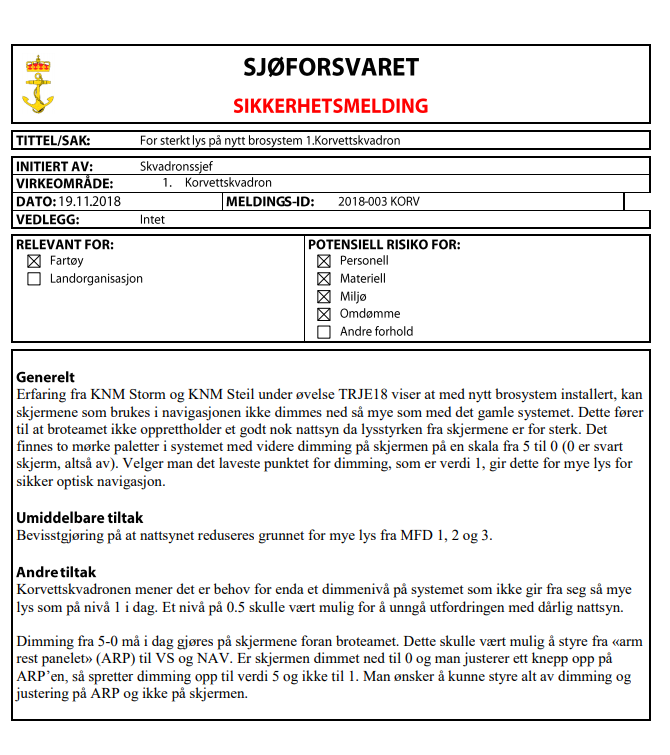 SJØFORSVARET
SIKKERHETSMELDING
TITTEL/SAK: For sterkt lys på nytt brosystem 1.Korvettskvadron
INITIERT AV: Skvadronssjef
VIRKEOMRÅDE: 1. Korvettskvadron
DATO: 19.11.2018 MELDINGS-ID: 2018-003 KORV
VEDLEGG: Intet
RELEVANT FOR:
Fartøy
Landorganisasjon
POTENSIELL RISIKO FOR:
Personell
Materiell
Miljø
Omdømme
Andre forhold
Generelt
Erfaring fra KNM Storm og KNM Steil under øvelse TRJE18 viser at med nytt brosystem installert, kan
skjermene som brukes i navigasjonen ikke dimmes ned så mye som med det gamle systemet. Dette fører
til at broteamet ikke opprettholder et godt nok nattsyn da lysstyrken fra skjermene er for sterk. Det
finnes to mørke paletter i systemet med videre dimming på skjermen på en skala fra 5 til 0 (0 er svart
skjerm, altså av). Velger man det laveste punktet for dimming, som er verdi 1, gir dette for mye lys for
sikker optisk navigasjon.
Umiddelbare tiltak
Bevisstgjøring på at nattsynet reduseres grunnet for mye lys fra MFD 1, 2 og 3.
Andre tiltak
Korvettskvadronen mener det er behov for enda et dimmenivå på systemet som ikke gir fra seg så mye
lys som på nivå 1 i dag. Et nivå på 0.5 skulle vært mulig for å unngå utfordringen med dårlig nattsyn.
Dimming fra 5-0 må i dag gjøres på skjermene foran broteamet. Dette skulle vært mulig å styre fra «arm
rest panelet» (ARP) til VS og NAV. Er skjermen dimmet ned til 0 og man justerer ett knepp opp på
ARP’en, så spretter dimming opp til verdi 5 og ikke til 1. Man ønsker å kunne styre alt av dimming og
justering på ARP og ikke på skjermen.